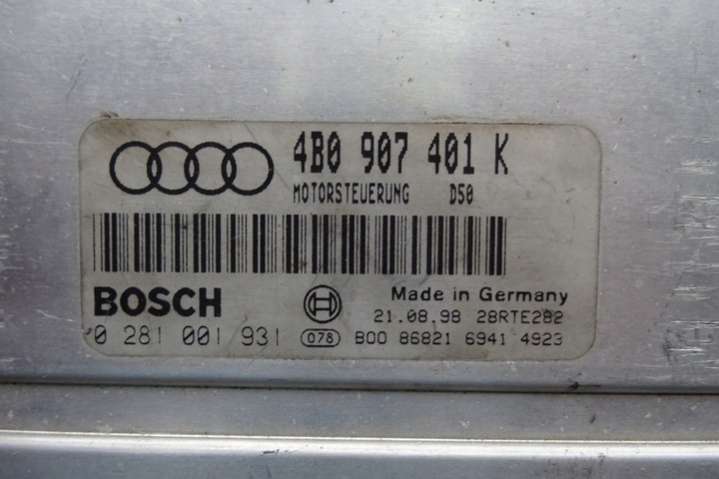 4B0 907 401 K
MOTORSTEUERUNG D50
BOSCH
Made in Germany
21.08.98 28RTE282
0 281 001 931 078 B00 86821 6941 4923